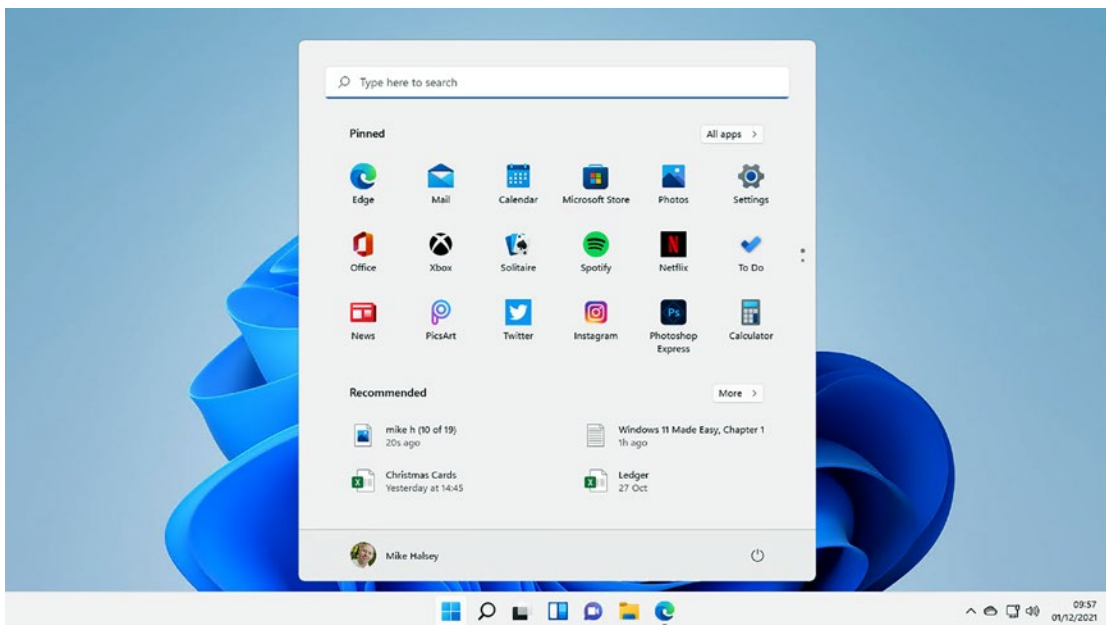 Type here to search
Pinned
All apps >
Edge Mail Calendar Microsoft Store Photos Settings
Office Xbox Solitaire Spotify Netflix To Do
News PicsArt Twitter Instagram Photoshop Express Calculator
Recommended
More >
mike h (10 of 19)
20s ago
Windows 11 Made Easy, Chapter 1
1h ago
Christmas Cards
Yesterday at 14:45
Ledger
27 Oct
Mike Halsey
09:57
01/12/2021